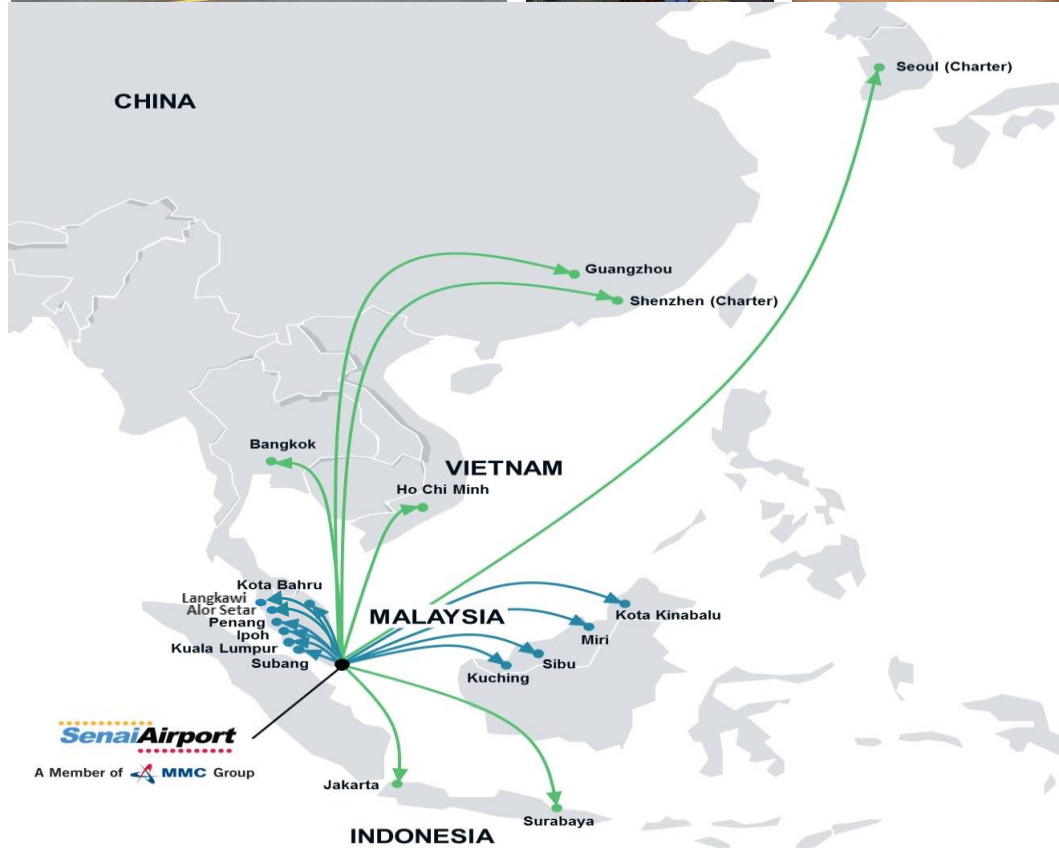 Seoul (Charter)
CHINA
Guangzhou
Shenzhen (Charter)
Bangkok
VIETNAM
Ho Chi Minh
Kota Bahru
Langkawi
Alor Setar
Penang
Ipoh
Kuala Lumpur
Subang
MALAYSIA
Kota Kinabalu
Miri
Sibu
Kuching
SenaiAirport
A Member of MMC Group
Jakarta
Surabaya
INDONESIA